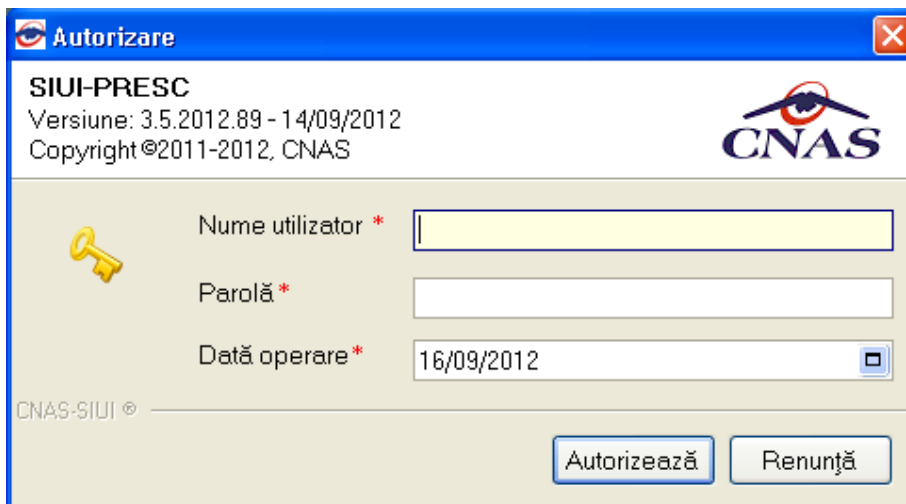 Autorizare
SIUI-PRESC
Versiune: 3.5.2012.89 - 14/09/2012
Copyright ©2011-2012, CNAS
CNAS
Nume utilizator *
Parolă *
Dată operare *
16/09/2012
CNAS-SIUI ®
Autorizează
Renunţă